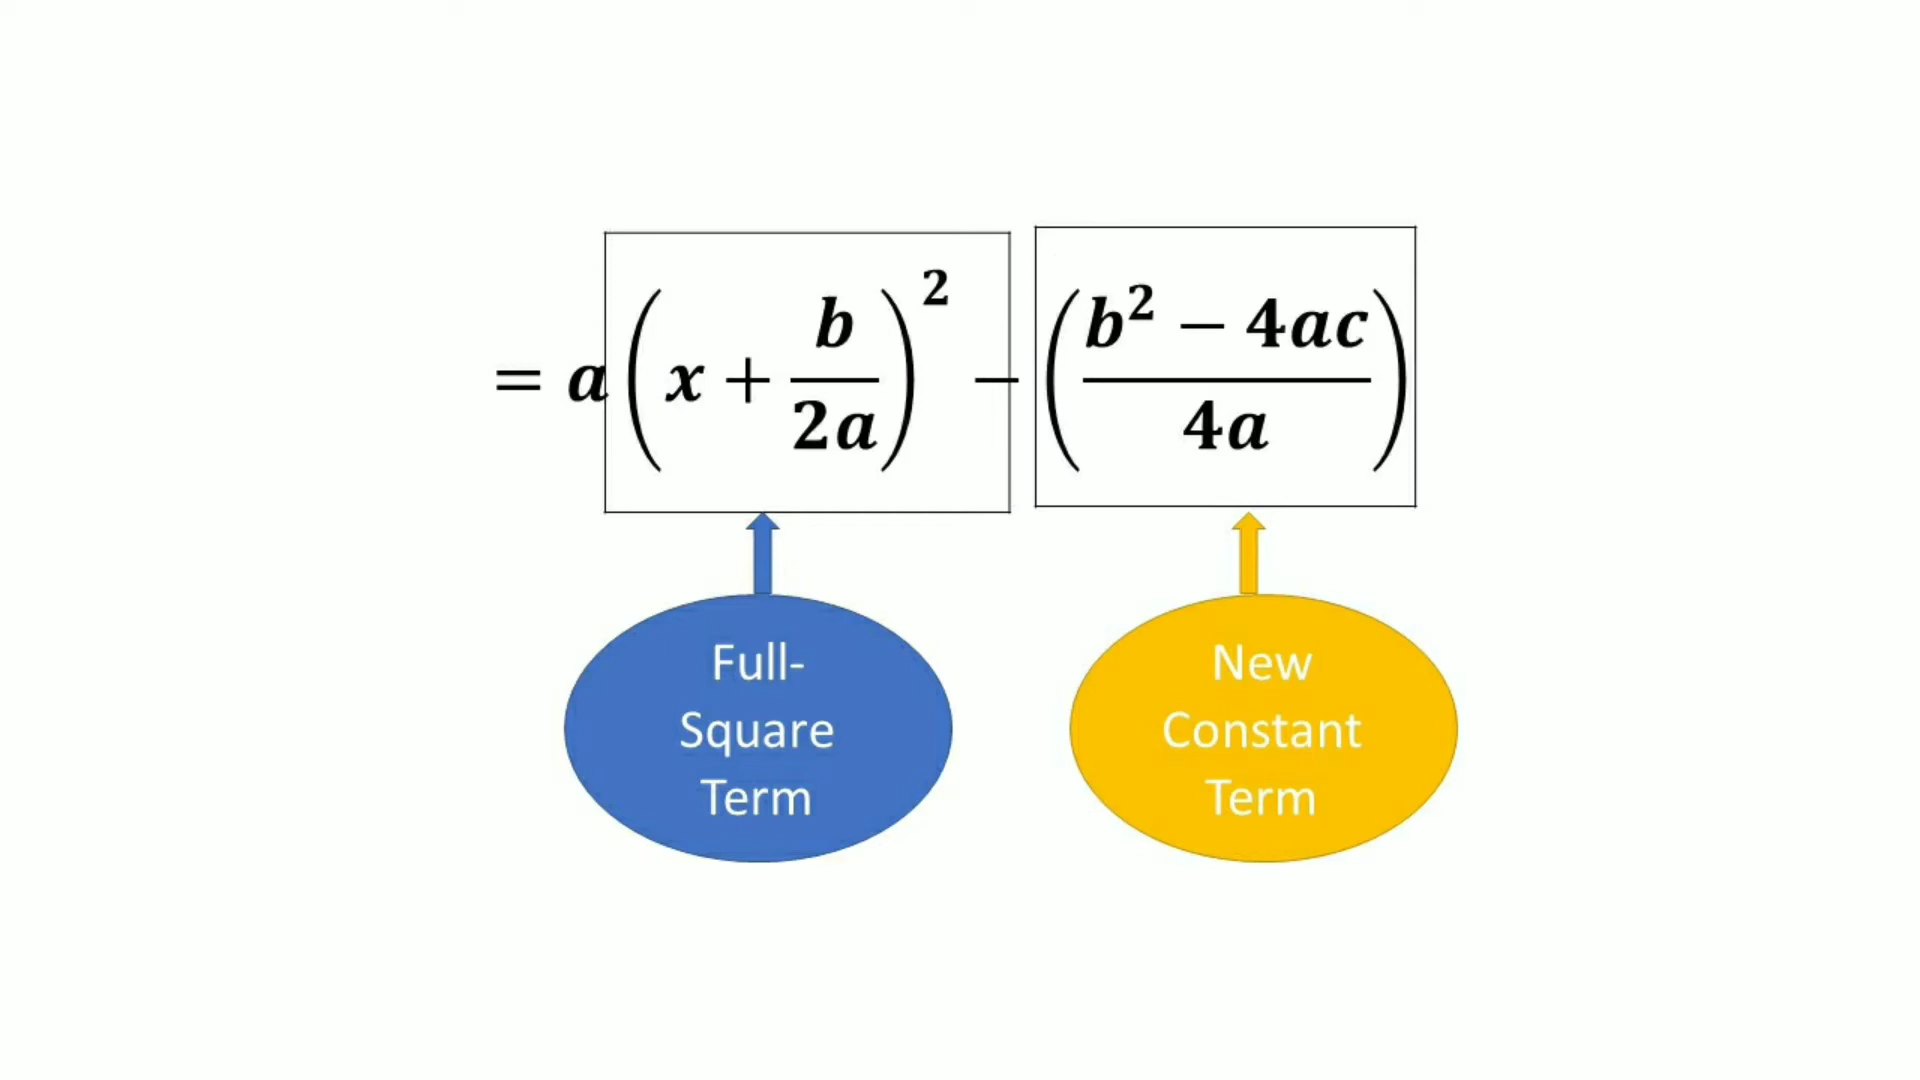 = a(x + b/2a)² − (b² − 4ac/4a)
Full-
Square
Term
New
Constant
Term